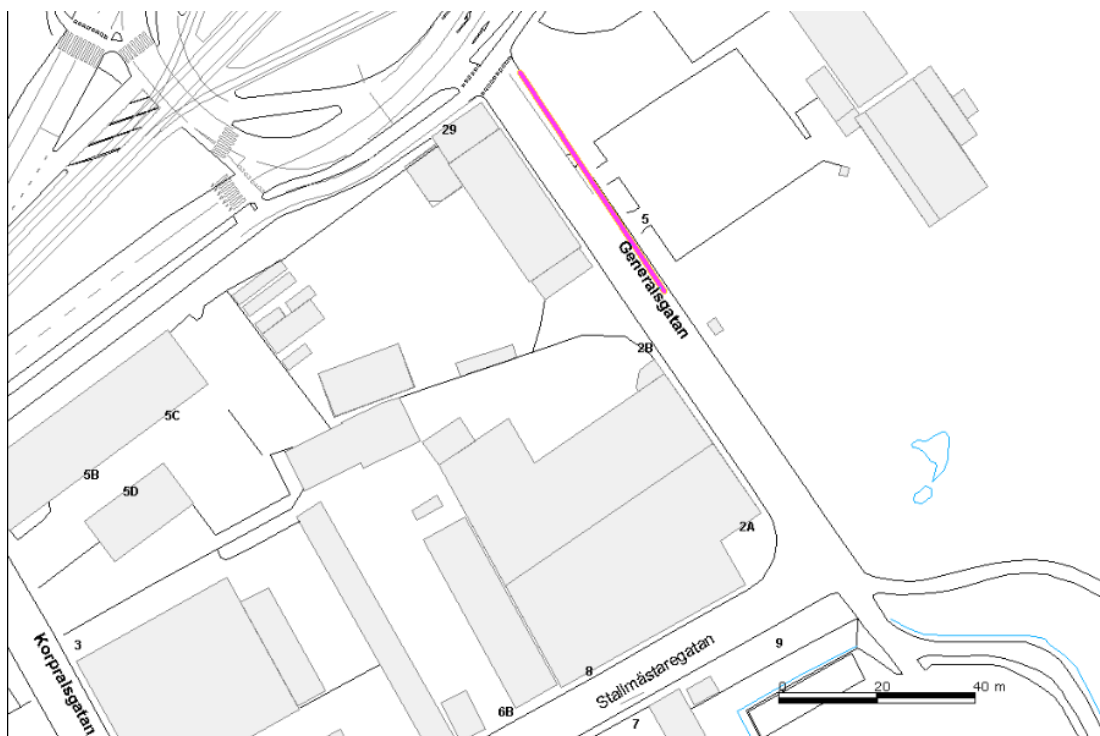 29
5
Generalsgatan
2B
5C
5B
5D
2A
Korpralsgatan
3
Stallmästaregatan
9
8
6B
7
0 20 40 m